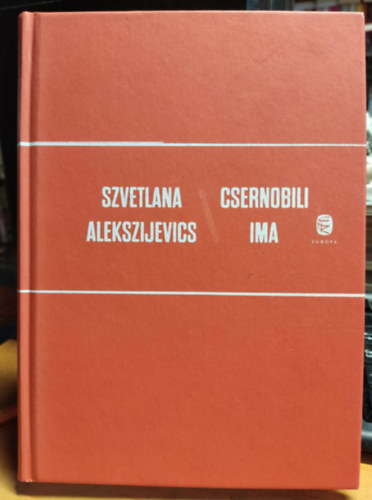 SZVETLANA
ALEKSZIJEVICS
CSERNOBILI
IMA
EURÓPA